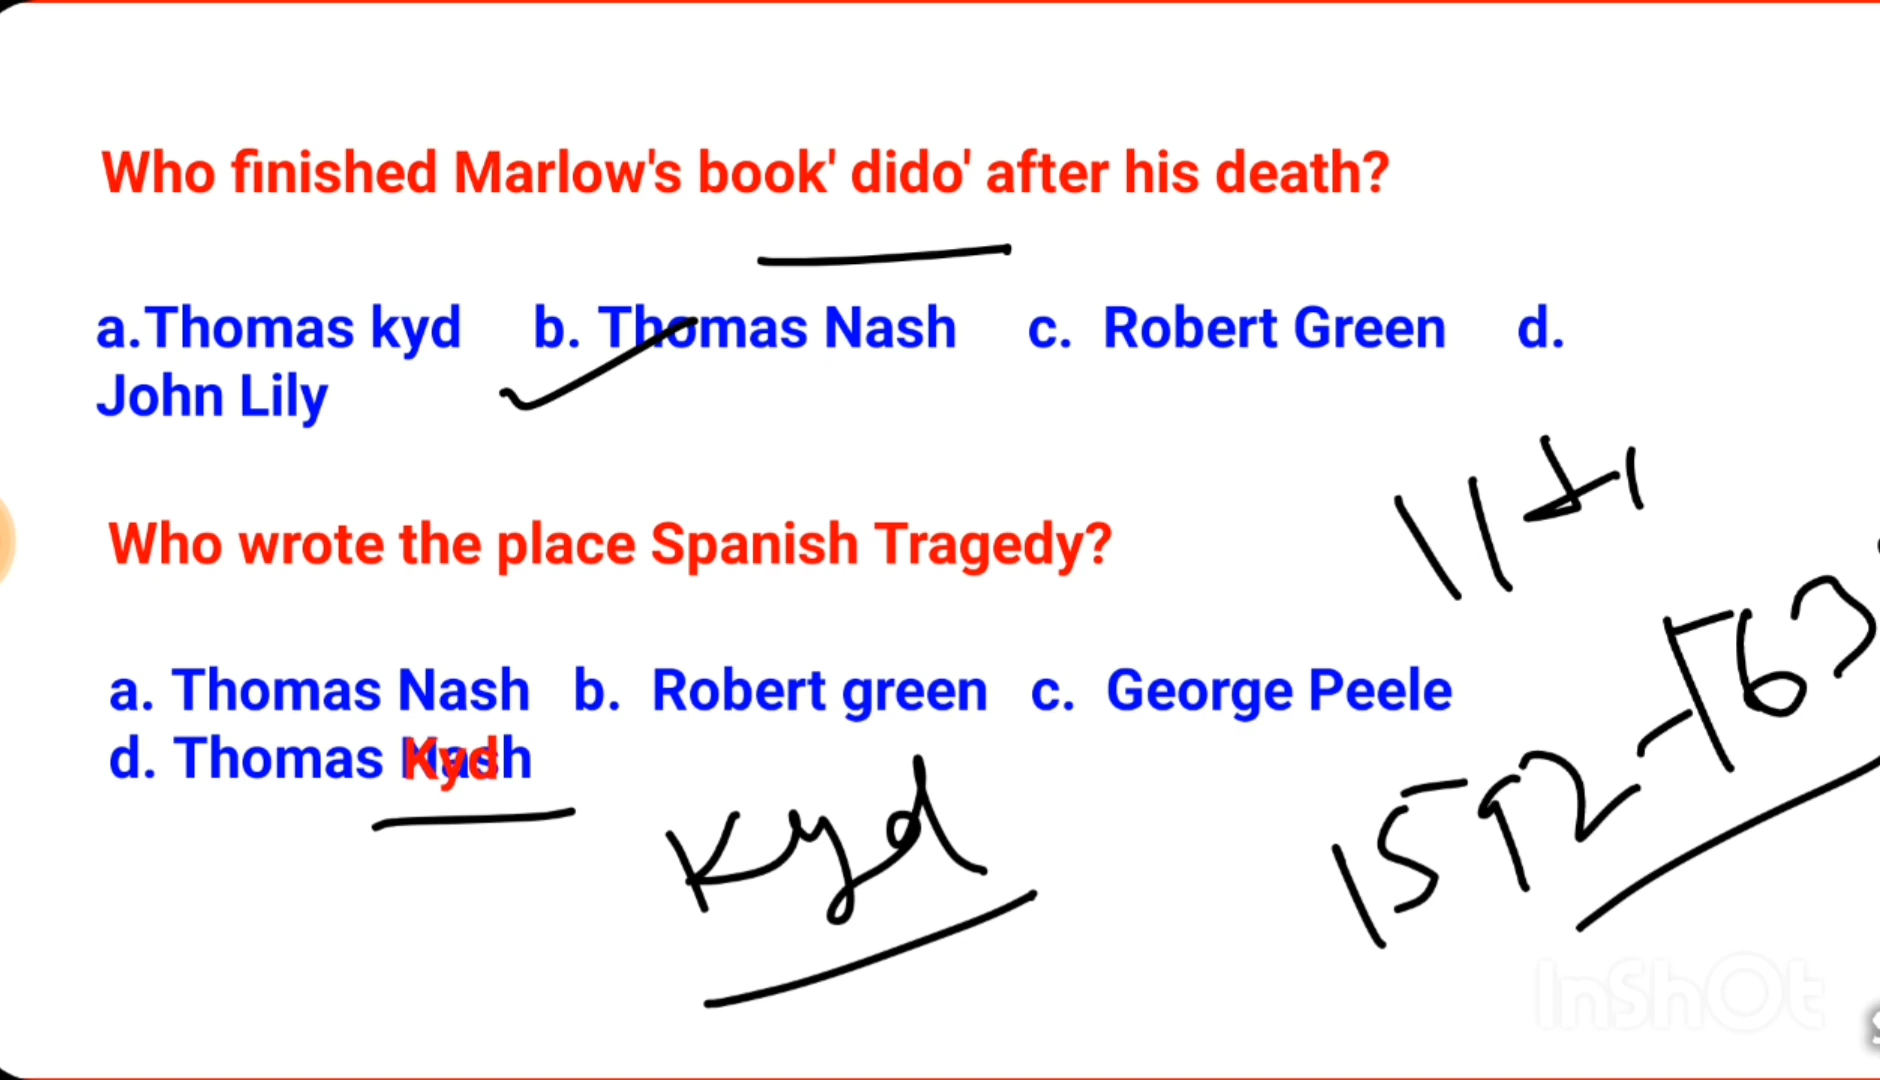 Who finished Marlow's book' dido' after his death?
a.Thomas kyd b. Thomas Nash c. Robert Green d.
John Lily
Who wrote the place Spanish Tragedy?
a. Thomas Nash b. Robert green c. George Peele
d. Thomas Kyd
Kyd
1592-
InShOt